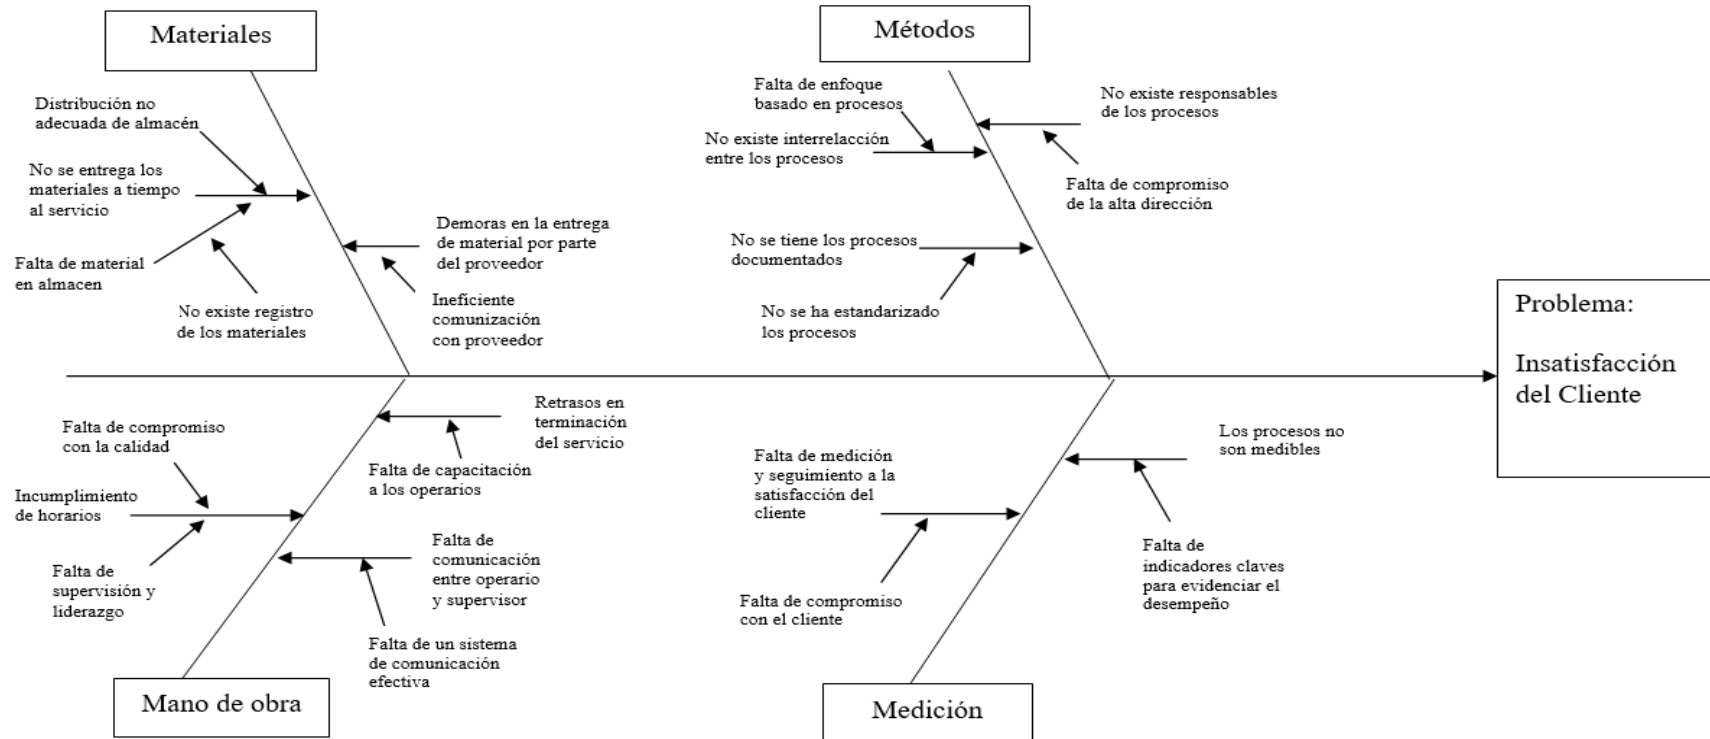 Materiales
Métodos
Distribución no
adecuada de almacén
No se entrega los
materiales a tiempo
al servicio
Falta de material
en almacen
No existe registro
de los materiales
Demoras en la entrega
de material por parte
del proveedor
Ineficiente
comunización
con proveedor
Falta de enfoque
basado en procesos
No existe interrelacción
entre los procesos
No existe responsables
de los procesos
Falta de compromiso
de la alta dirección
No se tiene los procesos
documentados
No se ha estandarizado
los procesos
Problema:
Insatisfacción
del Cliente
Retrasos en
terminación
del servicio
Falta de compromiso
con la calidad
Falta de capacitación
a los operarios
Incumplimiento
de horarios
Falta de
supervisión y
liderazgo
Falta de
comunicación
entre operario
y supervisor
Falta de un sistema
de comunicación
efectiva
Los procesos no
son medibles
Falta de medición
y seguimiento a la
satisfacción del
cliente
Falta de
indicadores claves
para evidenciar el
desempeño
Falta de compromiso
con el cliente
Mano de obra
Medición